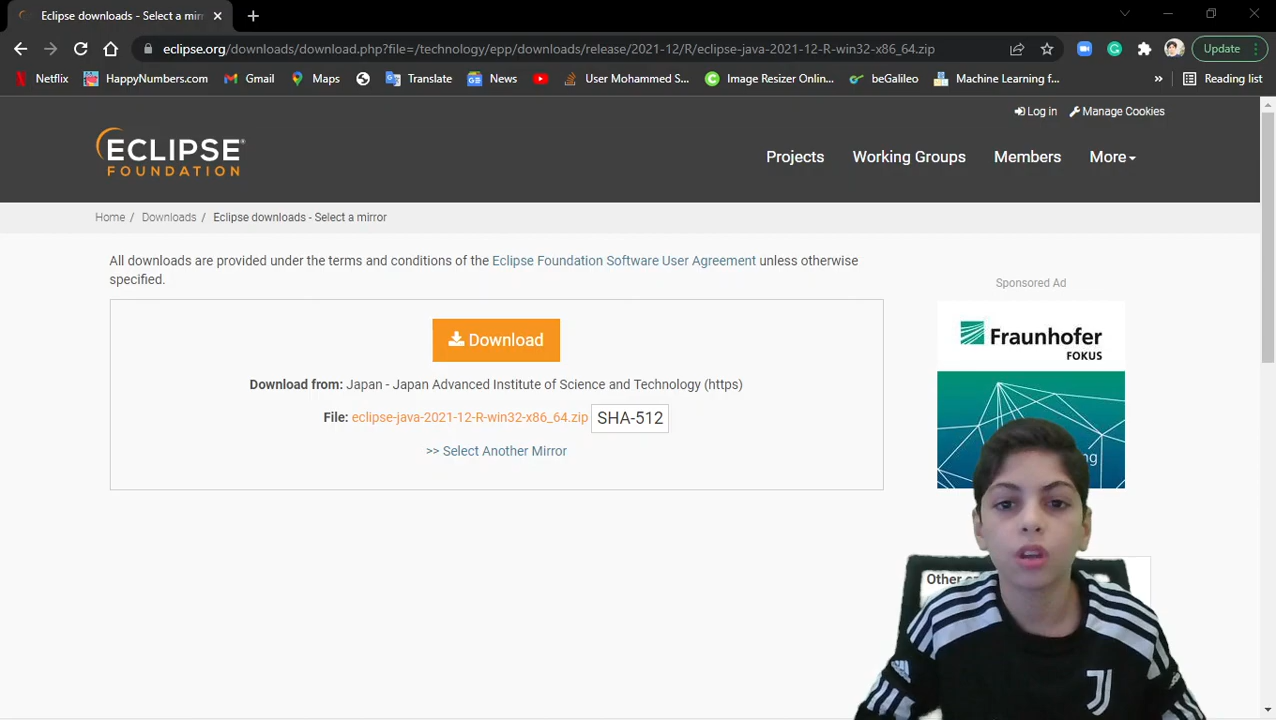 Eclipse downloads - Select a mirr
eclipse.org/downloads/download.php?file=/technology/epp/downloads/release/2021-12/R/eclipse-java-2021-12-R-win32-x86_64.zip
Update
Netflix HappyNumbers.com Gmail Maps Translate News User Mohammed S... Image Resizer Onlin... beGalileo Machine Learning f... » Reading list
Log in Manage Cookies
ECLIPSE
FOUNDATION
Projects Working Groups Members More
Home / Downloads / Eclipse downloads - Select a mirror
All downloads are provided under the terms and conditions of the Eclipse Foundation Software User Agreement unless otherwise
specified.
Sponsored Ad
Download
Fraunhofer
FOKUS
Download from: Japan - Japan Advanced Institute of Science and Technology (https)
File: eclipse-java-2021-12-R-win32-x86_64.zip SHA-512
>> Select Another Mirror
Other